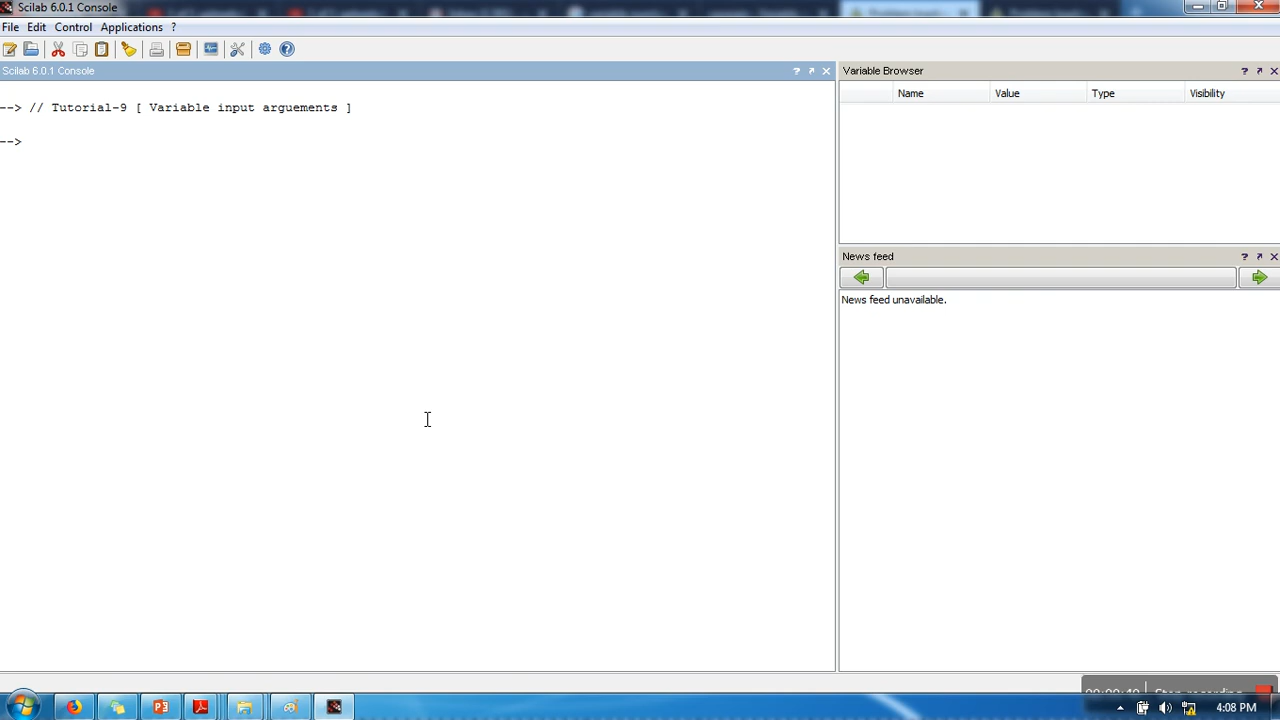 Scilab 6.0.1 Console
File Edit Control Applications ?
Scilab 6.0.1 Console ? ↗ ×
Variable Browser ? ↗ ×
Name Value Type Visibility
--> // Tutorial-9 [ Variable input arguements ]
-->
News feed ? ↗ ×
News feed unavailable.
4:08 PM